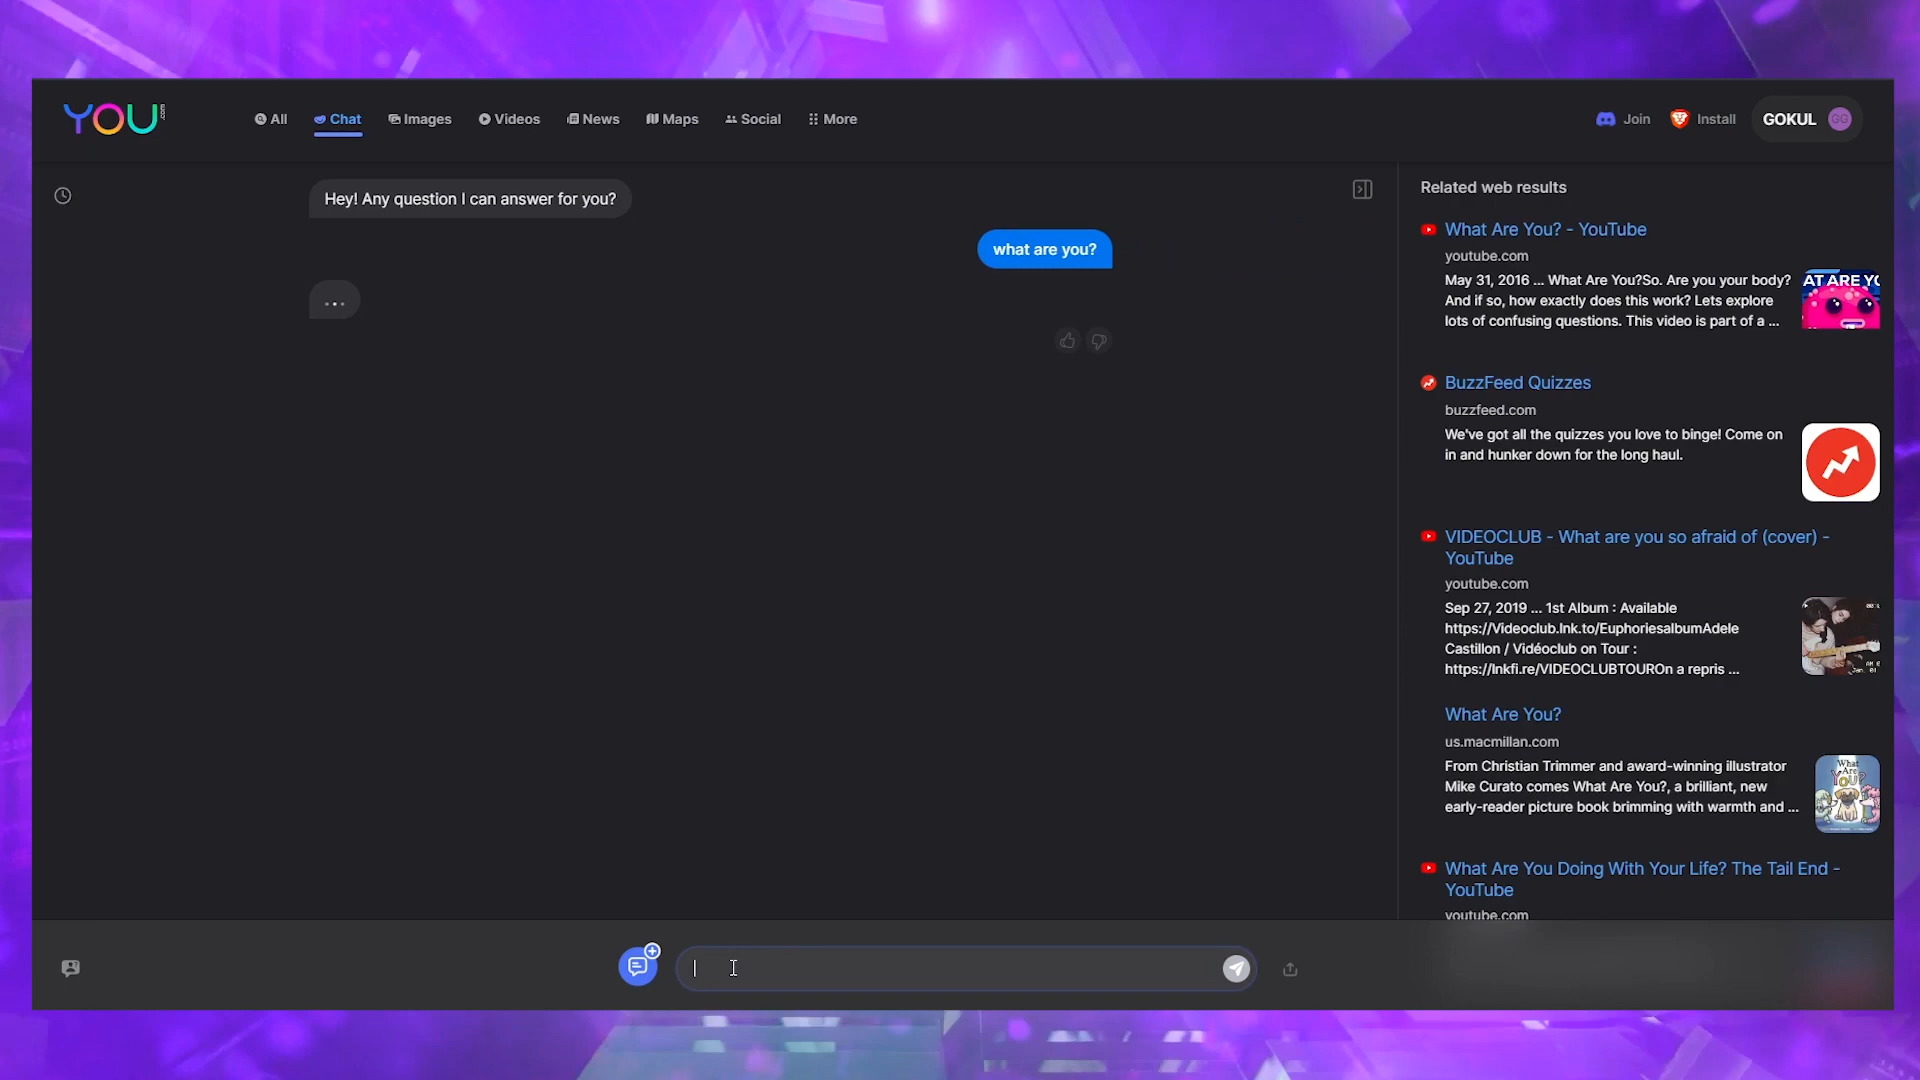 YOU.com
All
Chat
Images
Videos
News
Maps
Social
More
Join
Install
GOKUL
GG
Hey! Any question I can answer for you?
what are you?
...
Related web results
What Are You? - YouTube
youtube.com
May 31, 2016 ... What Are You?So. Are you your body?
And if so, how exactly does this work? Lets explore
lots of confusing questions. This video is part of a ...
AT ARE YO
BuzzFeed Quizzes
buzzfeed.com
We've got all the quizzes you love to binge! Come on
in and hunker down for the long haul.
VIDEOCLUB - What are you so afraid of (cover) -
YouTube
youtube.com
Sep 27, 2019 ... 1st Album : Available
https://Videoclub.lnk.to/EuphoriesalbumAdele
Castillon / Vidéoclub on Tour :
https://lnkfi.re/VIDEOCLUBTOUROn a repris ...
What Are You?
us.macmillan.com
From Christian Trimmer and award-winning illustrator
Mike Curato comes What Are You?, a brilliant, new
early-reader picture book brimming with warmth and ...
What
Are
YOU?
What Are You Doing With Your Life? The Tail End -
YouTube
youtube.com